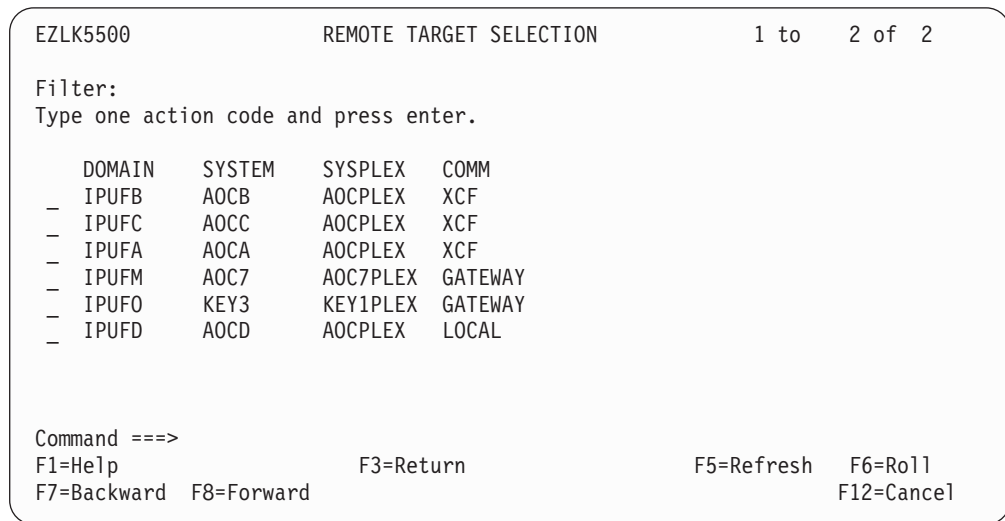 EZLK5500 REMOTE TARGET SELECTION 1 to 2 of 2
Filter:
Type one action code and press enter.
DOMAIN SYSTEM SYSPLEX COMM
_ IPUFB AOCB AOCPLEX XCF
_ IPUFC AOCC AOCPLEX XCF
_ IPUFA AOCA AOCPLEX XCF
_ IPUFM AOC7 AOC7PLEX GATEWAY
_ IPUFO KEY3 KEY1PLEX GATEWAY
_ IPUFD AOCD AOCPLEX LOCAL
Command ===>
F1=Help F3=Return F5=Refresh F6=Roll
F7=Backward F8=Forward F12=Cancel